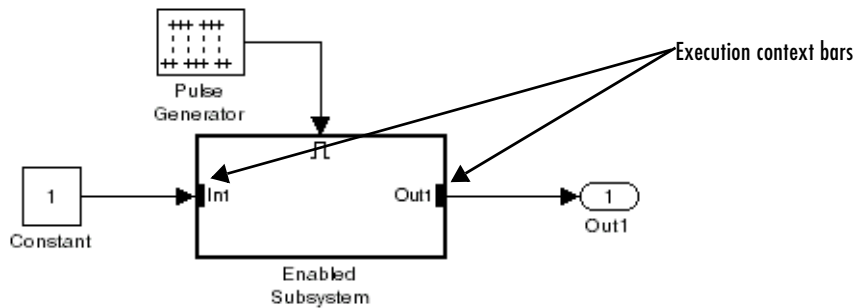 Execution context bars
Pulse
Generator
1
In1
Out1
1
Constant
Out1
Enabled
Subsystem